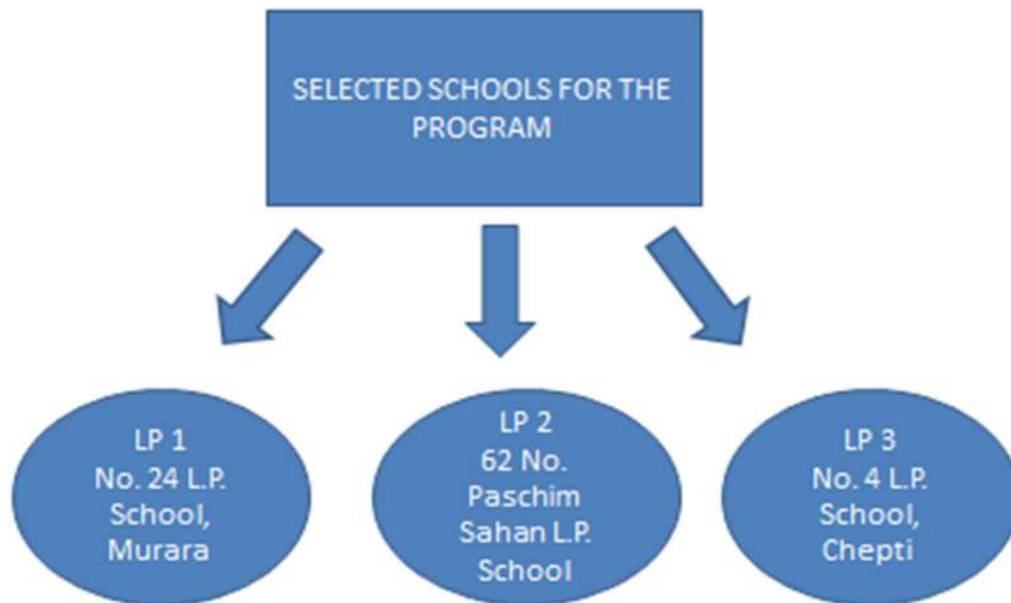 SELECTED SCHOOLS FOR THE
PROGRAM
LP 1
No. 24 L.P.
School,
Murara
LP 2
62 No.
Paschim
Sahan L.P.
School
LP 3
No. 4 L.P.
School,
Chepti